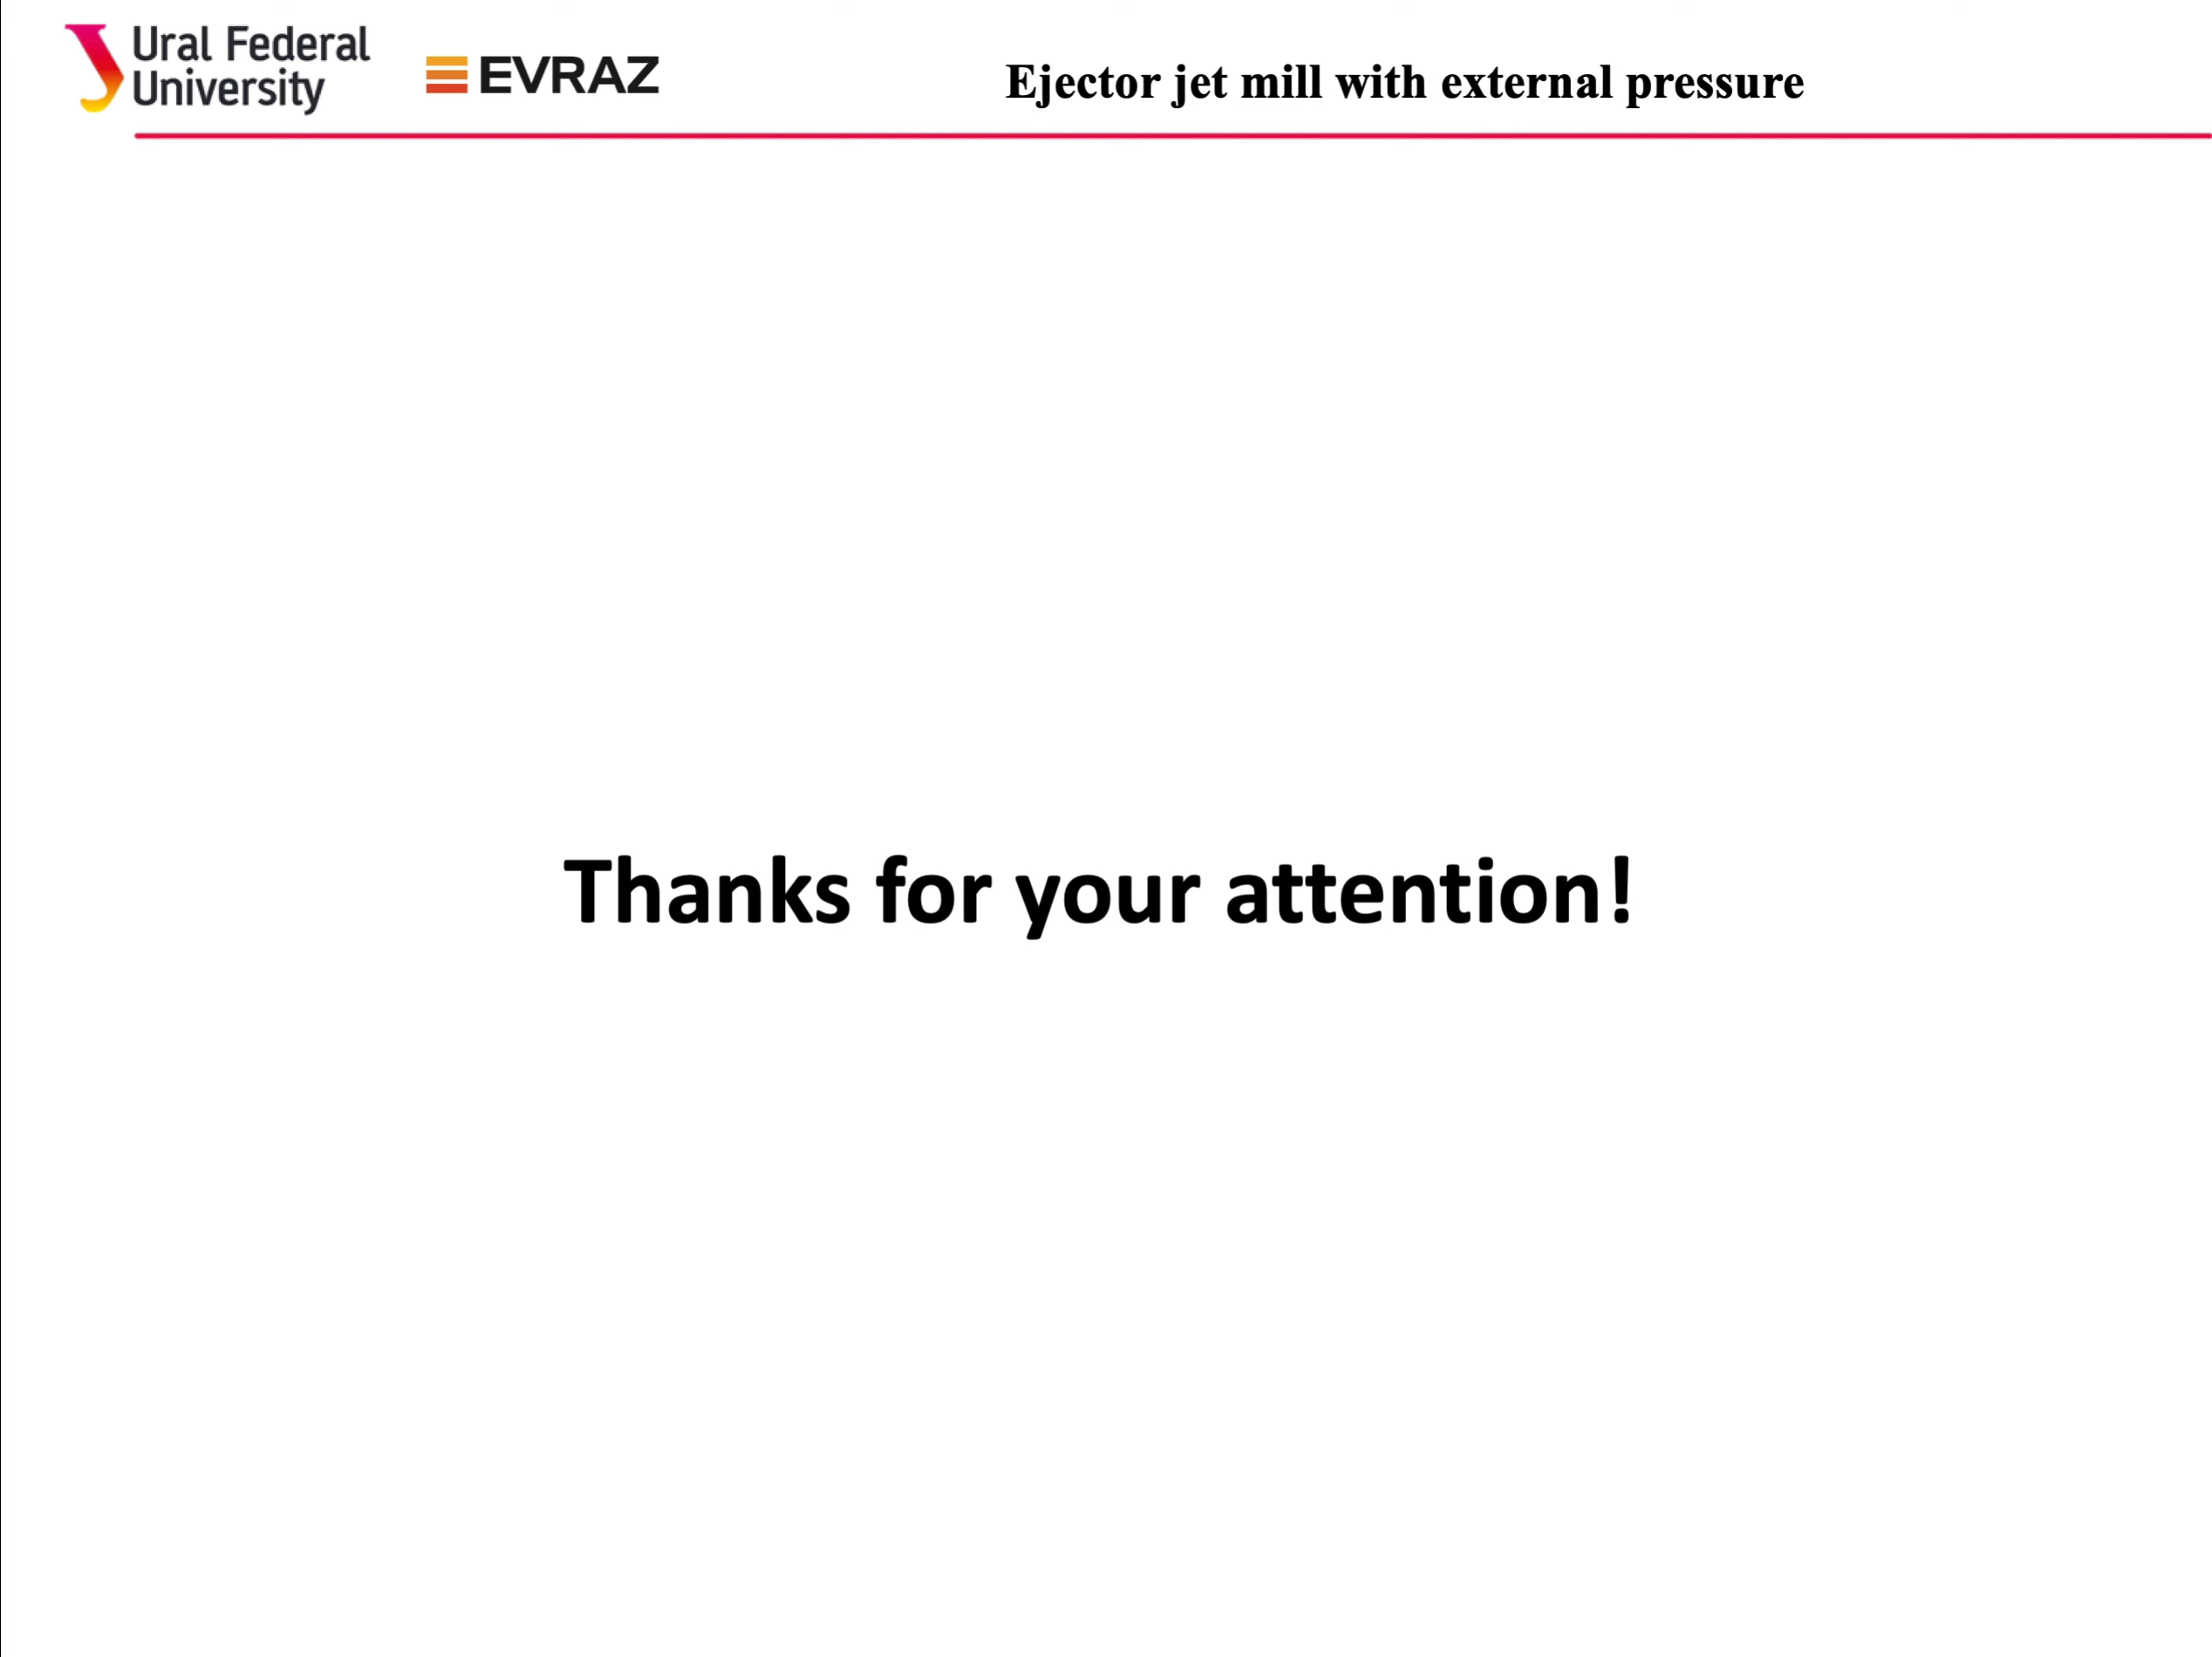 Ural Federal
University
EVRAZ
Ejector jet mill with external pressure
Thanks for your attention!